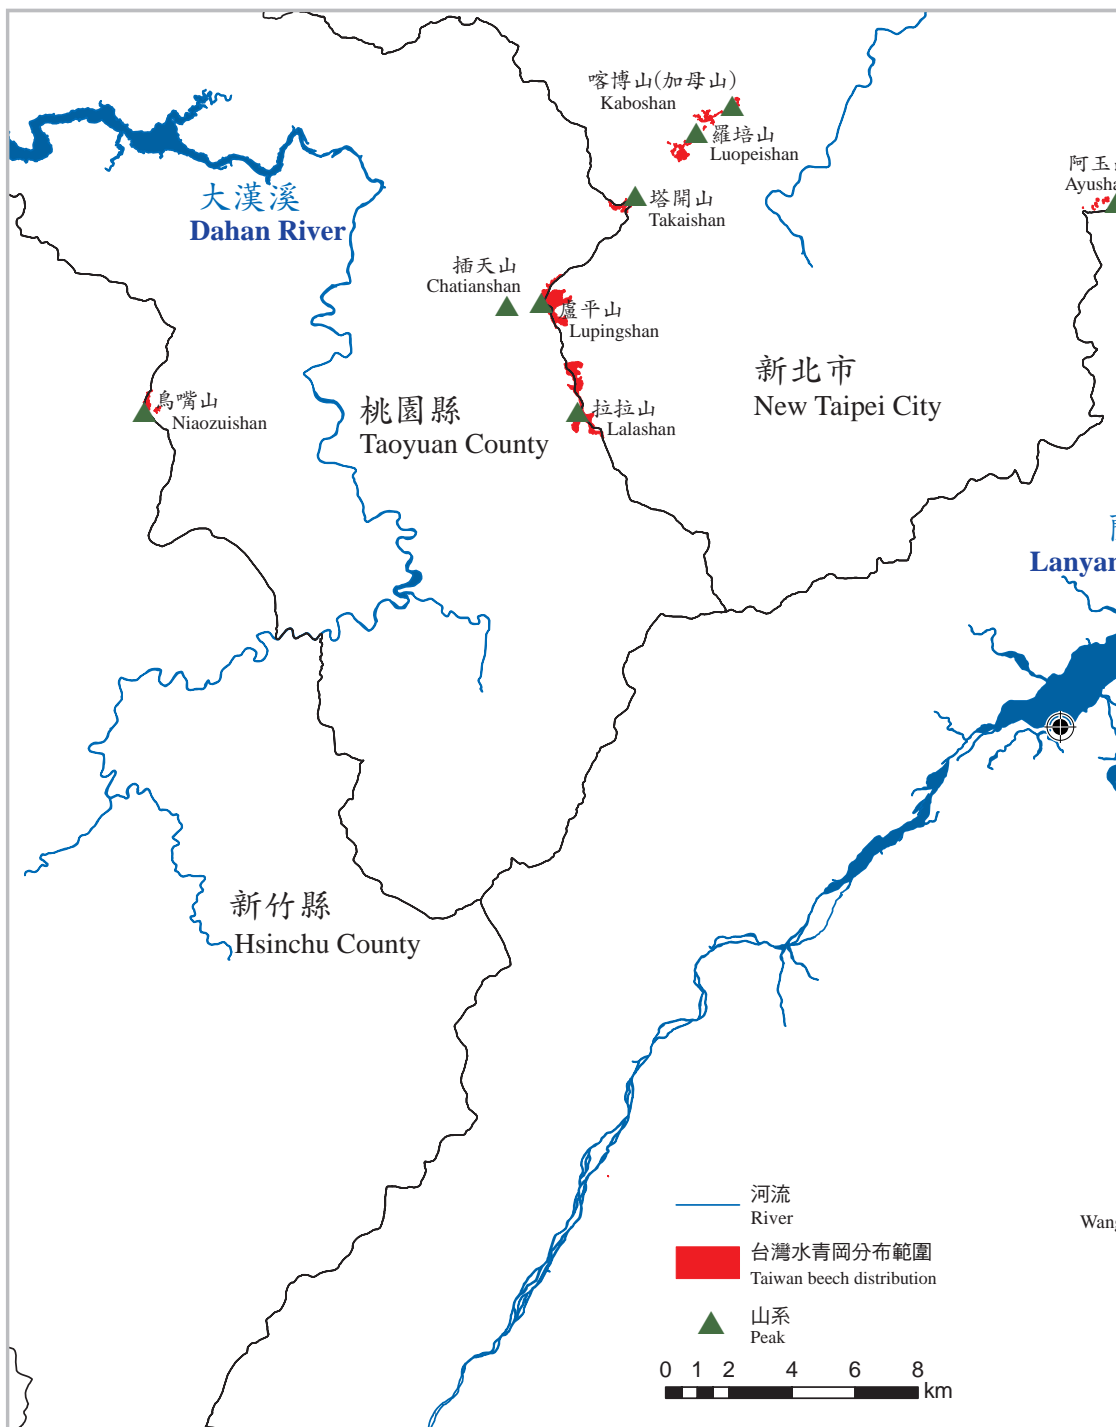 喀博山(加母山)
Kaboshan
羅培山
Luopeishan
阿玉
塔開山
Takaishan
大漢溪
Dahan River
插天山
Chatianshan
盧平山
Lupingshan
新北市
New Taipei City
鳥嘴山
Niaozuishan
桃園縣
Taoyuan County
拉拉山
Lalashan
新竹縣
Hsinchu County
河流
River
台灣水青岡分布範圍
Taiwan beech distribution
山系
Peak
0 1 2 4 6 8 km